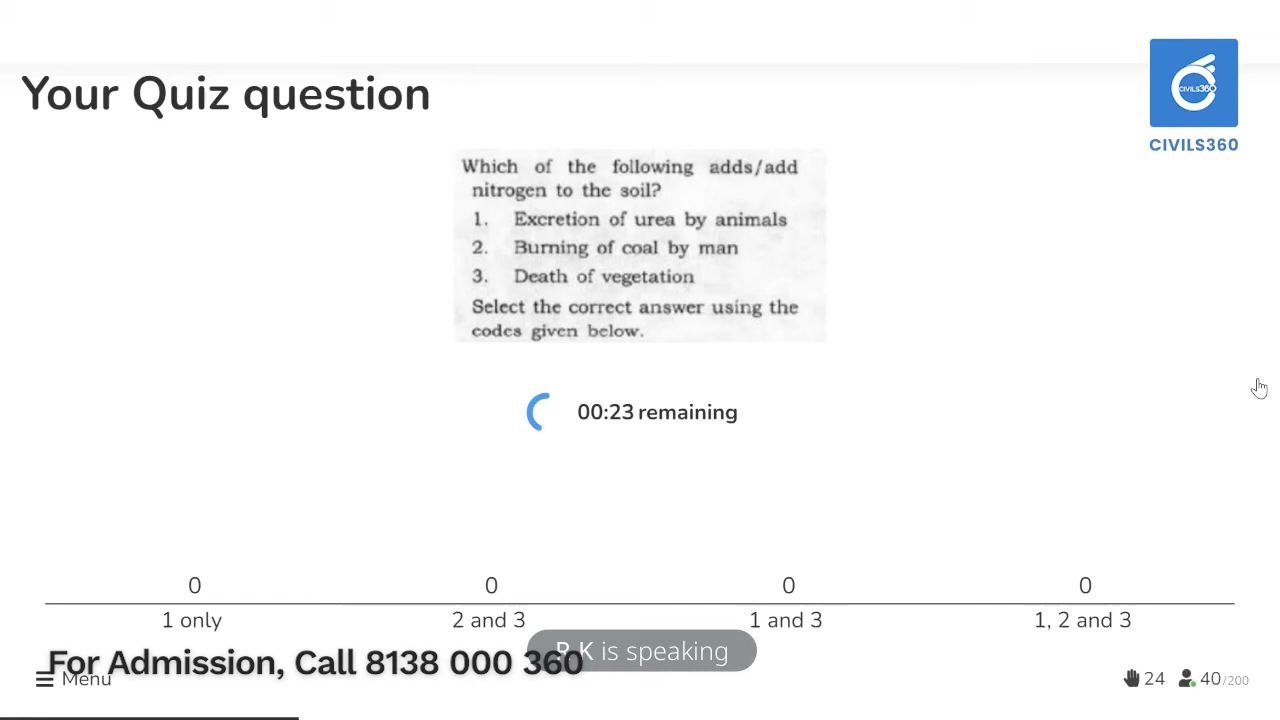 Your Quiz question
CIVILS360
CIVILS360
Which of the following adds/add
nitrogen to the soil?
1. Excretion of urea by animals
2. Burning of coal by man
3. Death of vegetation
Select the correct answer using the
codes given below.
00:23 remaining
0 0 0 0
1 only 2 and 3 1 and 3 1, 2 and 3
R K is speaking
For Admission, Call 8138 000 360
Menu 24 40/200